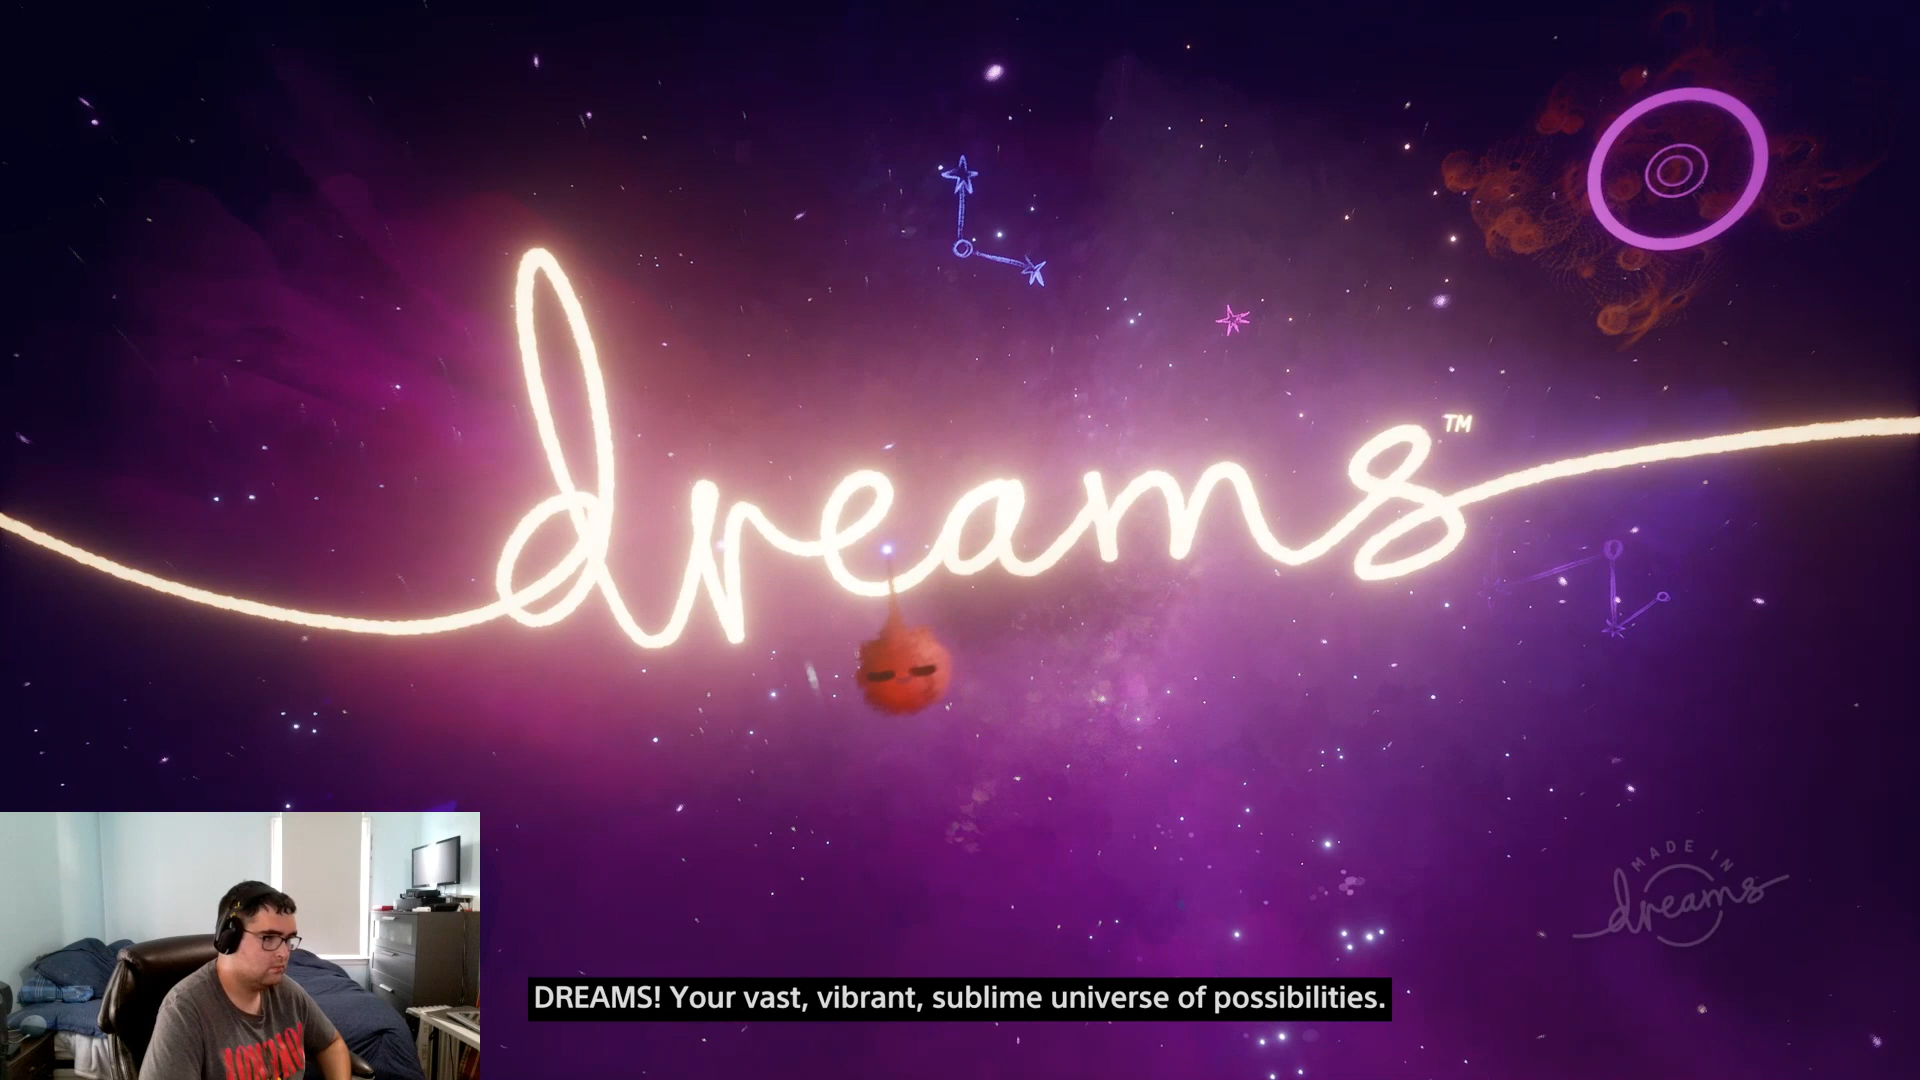 dreams™
MADE IN
dreams
DREAMS! Your vast, vibrant, sublime universe of possibilities.